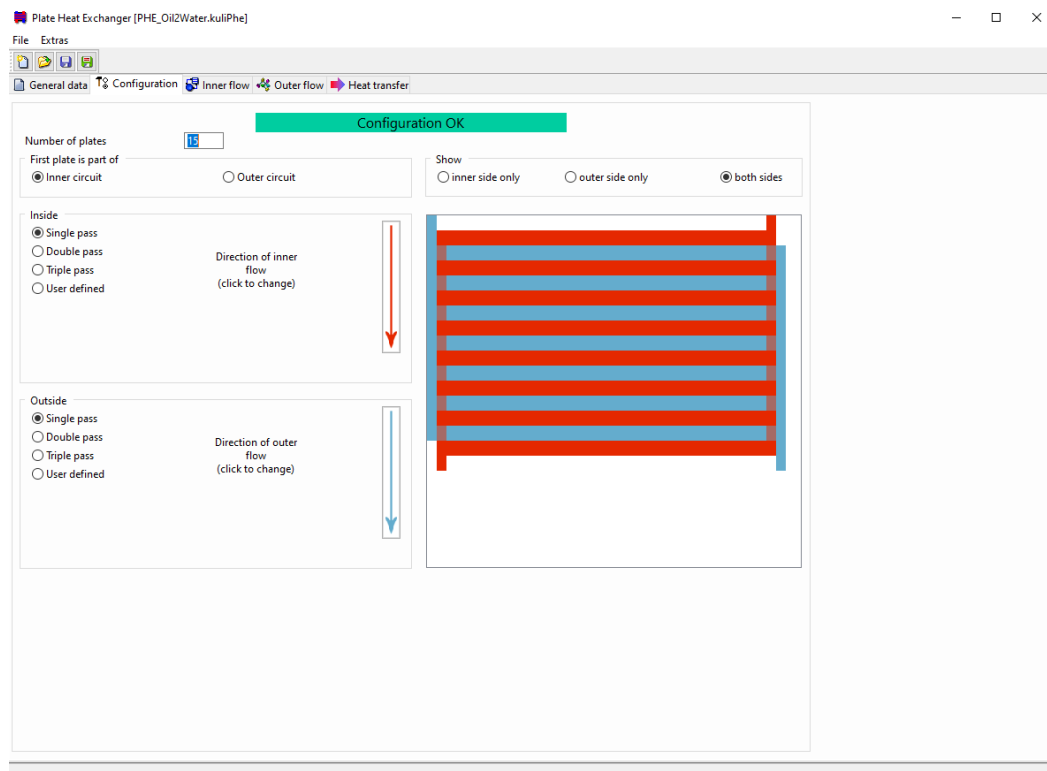 Plate Heat Exchanger [PHE_Oil2Water.kuliPhe]
File Extras
General data Configuration Inner flow Outer flow Heat transfer
Configuration OK
Number of plates 15
First plate is part of
Inner circuit Outer circuit
Show
inner side only outer side only both sides
Inside
Single pass
Double pass
Triple pass
User defined
Direction of inner
flow
(click to change)
Outside
Single pass
Double pass
Triple pass
User defined
Direction of outer
flow
(click to change)